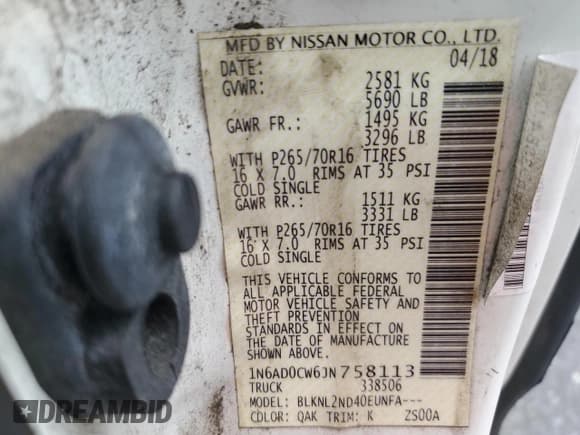 MFD BY NISSAN MOTOR CO., LTD.
DATE: 04/18
GVWR: 2581 KG
5690 LB
GAWR FR.: 1495 KG
3296 LB
WITH P265/70R16 TIRES
16 X 7.0 RIMS AT 35 PSI
COLD SINGLE
GAWR RR.: 1511 KG
3331 LB
WITH P265/70R16 TIRES
16 X 7.0 RIMS AT 35 PSI
COLD SINGLE
THIS VEHICLE CONFORMS TO
ALL APPLICABLE FEDERAL
MOTOR VEHICLE SAFETY AND
THEFT PREVENTION
STANDARDS IN EFFECT ON
THE DATE OF MANUFACTURE
SHOWN ABOVE.
1N6AD0CW6JN758113
TRUCK 338506
MODEL: BLKNL2ND40EUNFA---
COLOR: QAK TRIM: K ZS00A
DISMANTLED.COM